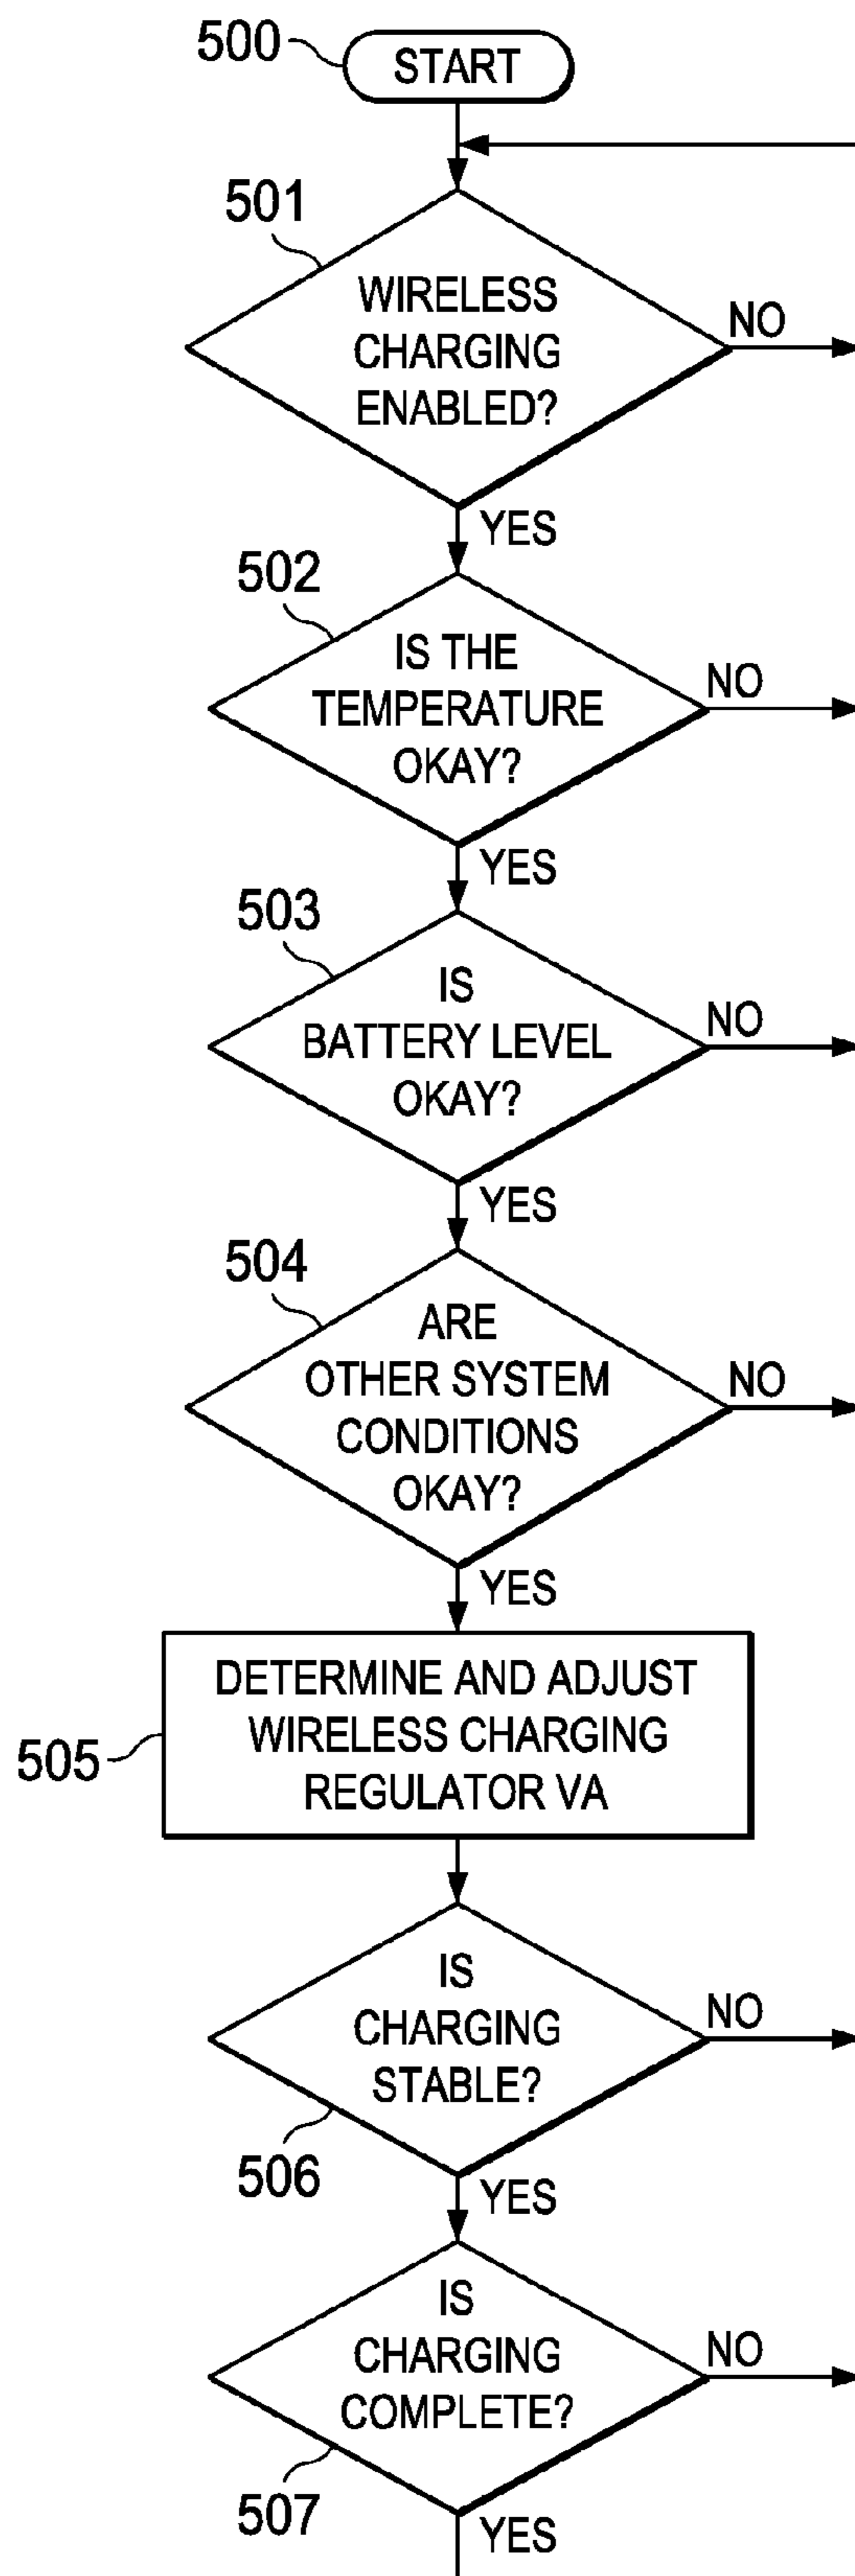 500
START
501
WIRELESS
CHARGING
ENABLED?
NO
YES
502
IS THE
TEMPERATURE
OKAY?
NO
YES
503
IS
BATTERY LEVEL
OKAY?
NO
YES
504
ARE
OTHER SYSTEM
CONDITIONS
OKAY?
NO
YES
505
DETERMINE AND ADJUST
WIRELESS CHARGING
REGULATOR VA
IS
CHARGING
STABLE?
NO
506
YES
IS
CHARGING
COMPLETE?
NO
507
YES